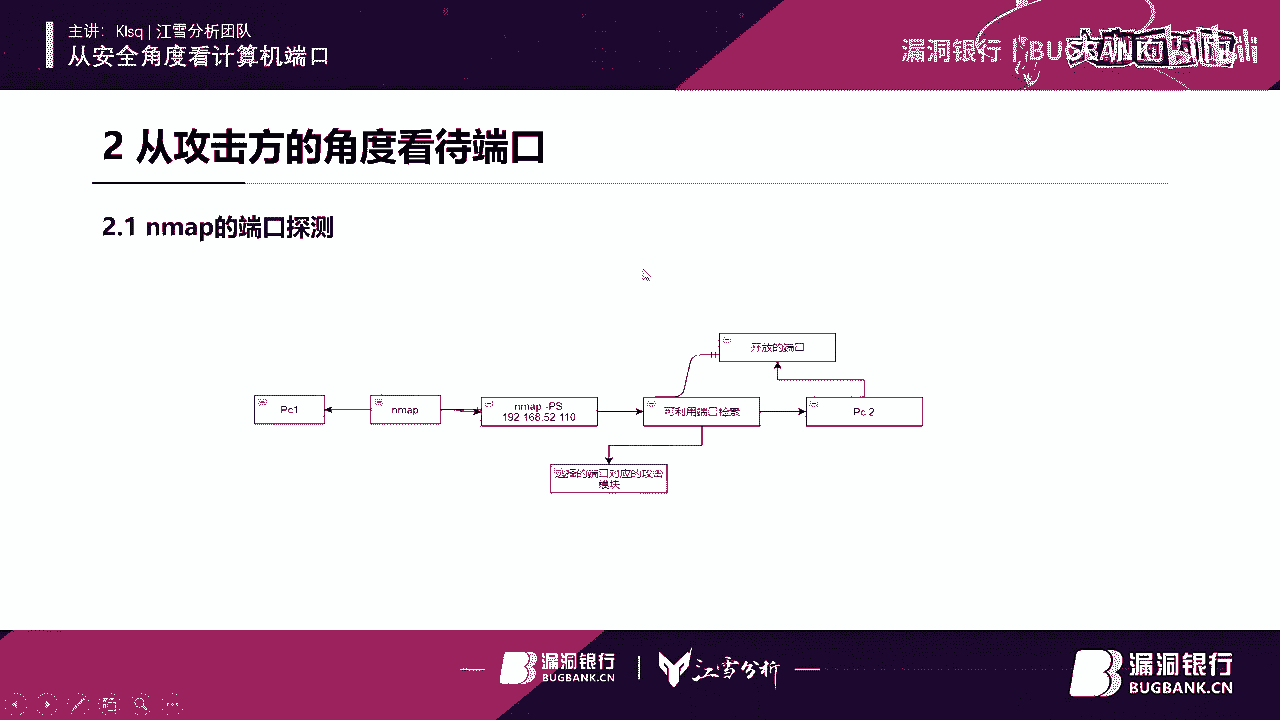 主讲：Klsq | 江雪分析团队
从安全角度看计算机端口
漏洞银行
2 从攻击方的角度看待端口
2.1 nmap的端口探测
开放的端口
Pc1
nmap
nmap -PS
192.168.52.110
可利用端口检索
Pc 2
选择的端口对应的攻击
模块
漏洞银行
BUGBANK.CN
江雪分析
漏洞银行
BUGBANK.CN